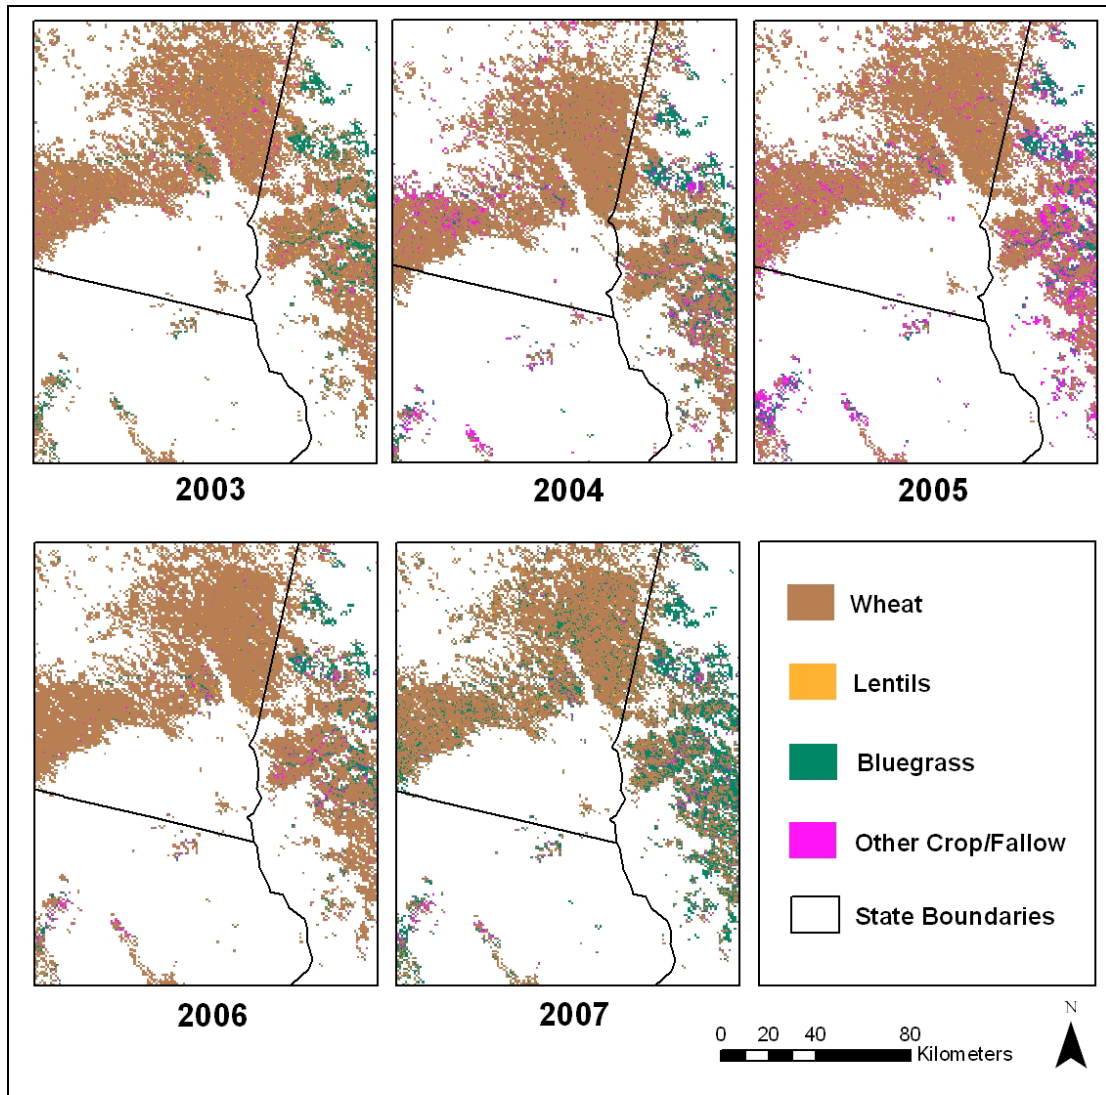 2003
2004
2005
2006
2007
Wheat
Lentils
Bluegrass
Other Crop/Fallow
State Boundaries
0 20 40 80
Kilometers
N